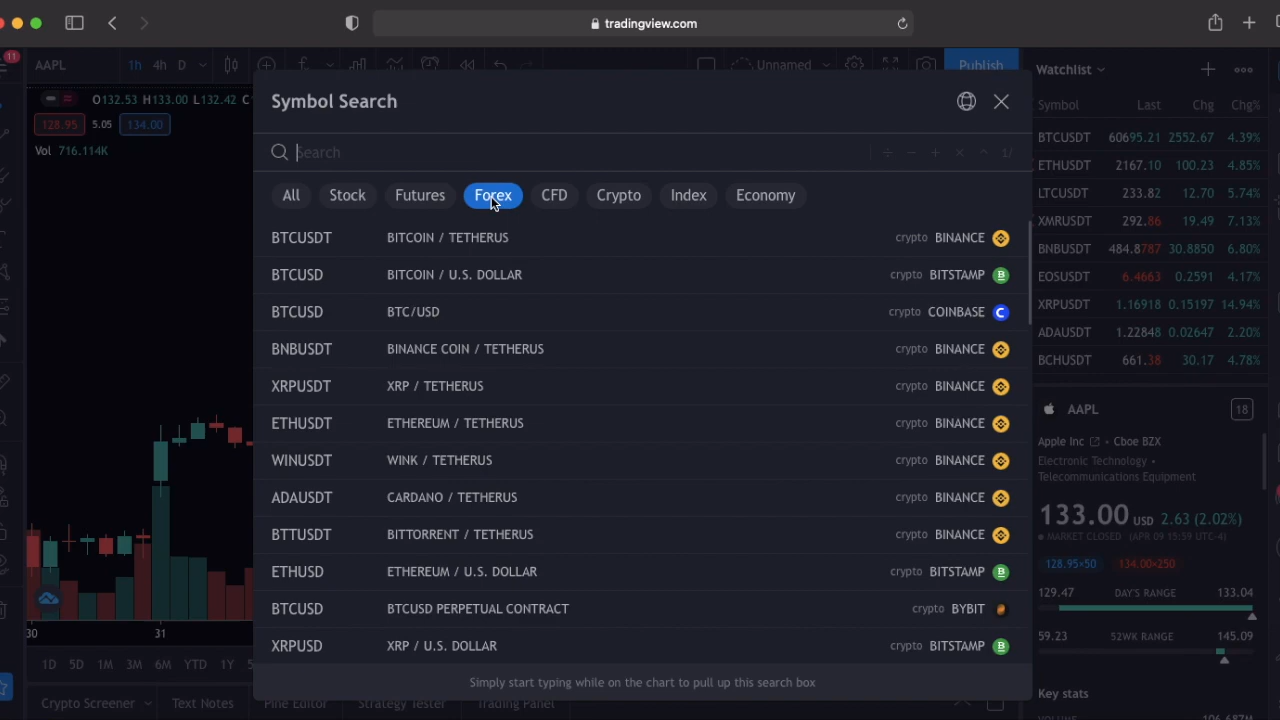 tradingview.com
11
AAPL
1h 4h D
Unnamed
Publish
O132.53 H133.00 L132.42 C
128.95 5.05 134.00
Vol 716.114K
30 31
1D 5D 1M 3M 6M YTD 1Y
Crypto Screener Text Notes Pine Editor Strategy Tester Trading Panel
Symbol Search
Search
All Stock Futures Forex CFD Crypto Index Economy
BTCUSDT BITCOIN / TETHERUS crypto BINANCE
BTCUSD BITCOIN / U.S. DOLLAR crypto BITSTAMP
BTCUSD BTC/USD crypto COINBASE
BNBUSDT BINANCE COIN / TETHERUS crypto BINANCE
XRPUSDT XRP / TETHERUS crypto BINANCE
ETHUSDT ETHEREUM / TETHERUS crypto BINANCE
WINUSDT WINK / TETHERUS crypto BINANCE
ADAUSDT CARDANO / TETHERUS crypto BINANCE
BTTUSDT BITTORRENT / TETHERUS crypto BINANCE
ETHUSD ETHEREUM / U.S. DOLLAR crypto BITSTAMP
BTCUSD BTCUSD PERPETUAL CONTRACT crypto BYBIT
XRPUSD XRP / U.S. DOLLAR crypto BITSTAMP
Simply start typing while on the chart to pull up this search box
Watchlist
Symbol Last Chg Chg%
BTCUSDT 60695.21 2552.67 4.39%
ETHUSDT 2167.10 100.23 4.85%
LTCUSDT 233.82 12.70 5.74%
XMRUSDT 292.86 19.49 7.13%
BNBUSDT 484.8787 30.8850 6.80%
EOSUSDT 6.4663 0.2591 4.17%
XRPUSDT 1.16918 0.15197 14.94%
ADAUSDT 1.22848 0.02647 2.20%
BCHUSDT 661.38 30.17 4.78%
AAPL 18
Apple Inc • Cboe BZX
Electronic Technology •
Telecommunications Equipment
133.00 USD 2.63 (2.02%)
MARKET CLOSED (APR 09 15:59 UTC-4)
128.95×50 134.00×250
129.47 DAY'S RANGE 133.04
59.23 52WK RANGE 145.09
Key stats